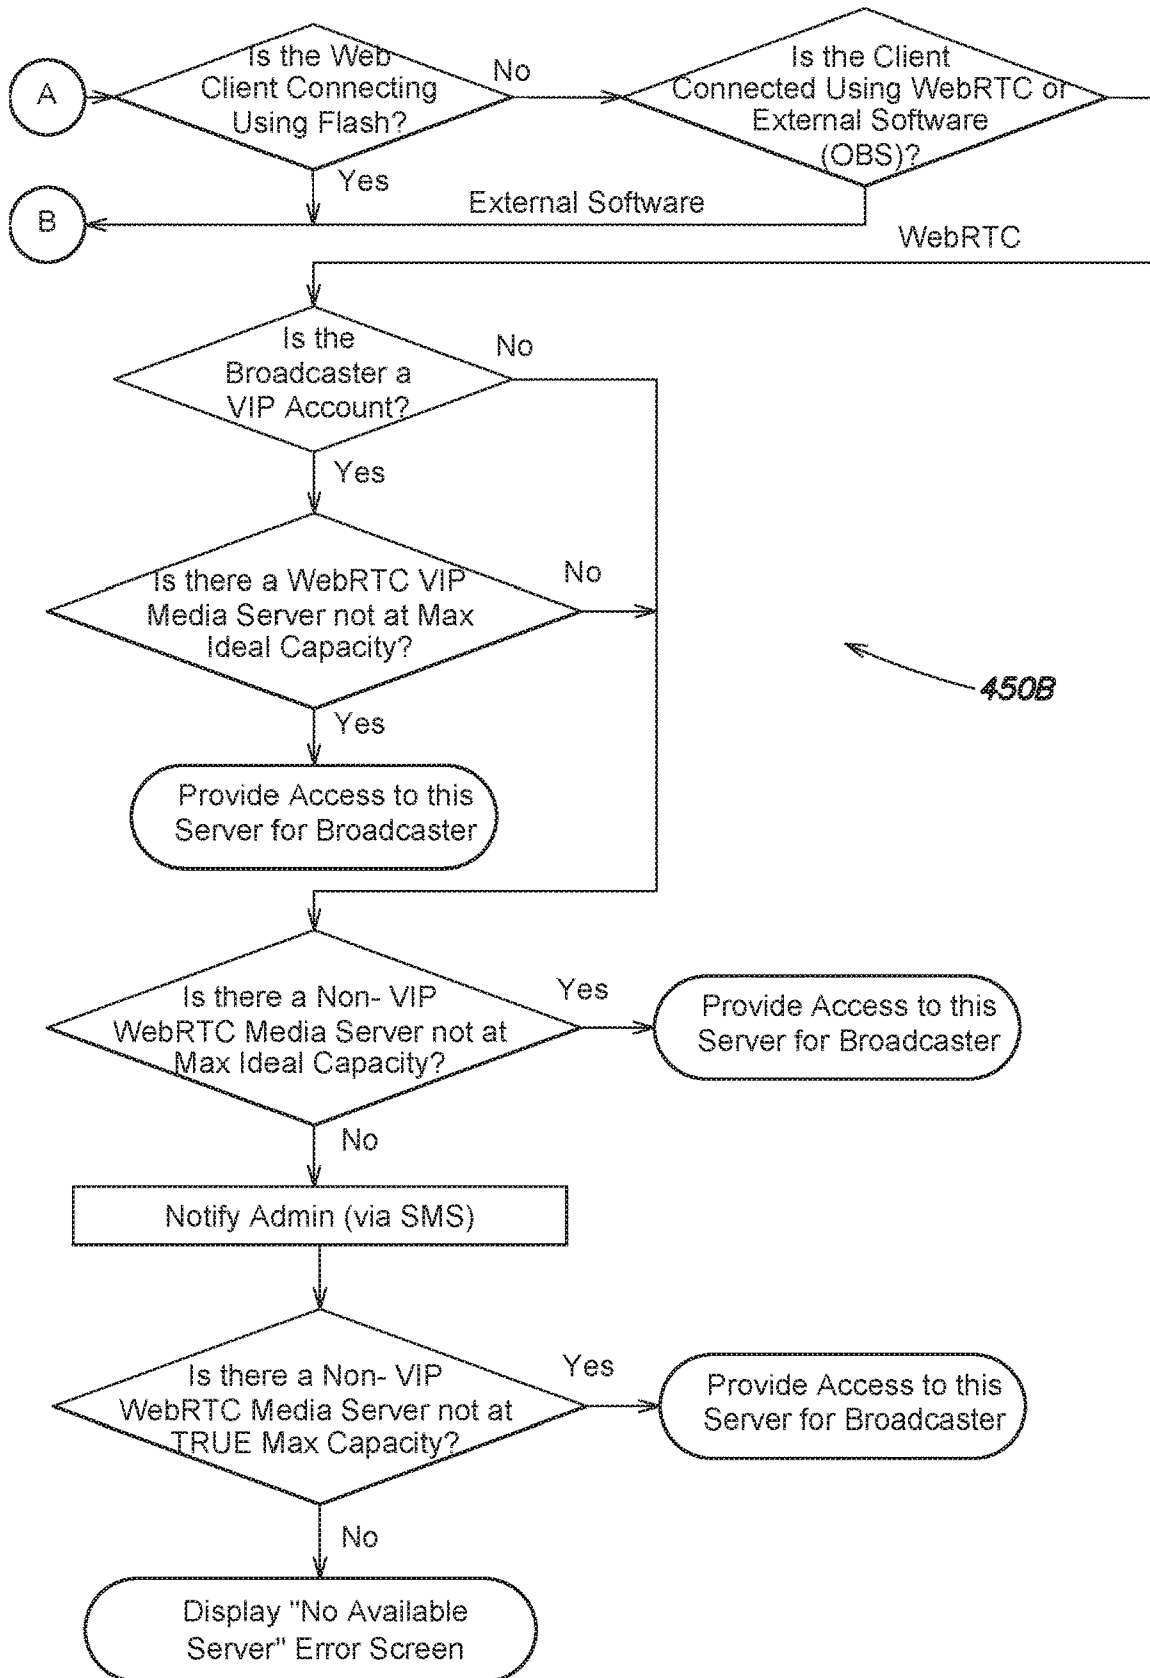 A
Is the Web
Client Connecting
Using Flash?
No
Is the Client
Connected Using WebRTC or
External Software
(OBS)?
Yes
B
External Software
WebRTC
Is the
Broadcaster a
VIP Account?
No
Yes
Is there a WebRTC VIP
Media Server not at Max
Ideal Capacity?
No
450B
Yes
Provide Access to this
Server for Broadcaster
Is there a Non- VIP
WebRTC Media Server not at
Max Ideal Capacity?
Yes
Provide Access to this
Server for Broadcaster
No
Notify Admin (via SMS)
Is there a Non- VIP
WebRTC Media Server not at
TRUE Max Capacity?
Yes
Provide Access to this
Server for Broadcaster
No
Display "No Available
Server" Error Screen